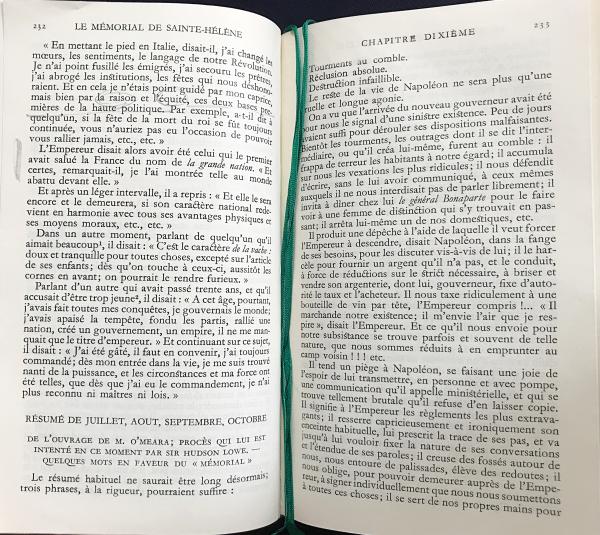 232 LE MÉMORIAL DE SAINTE-HÉLÈNE
« En mettant le pied en Italie, disait-il, j'ai changé les
mœurs, les sentiments, le langage de notre Révolution.
Je n'ai point fusillé les émigrés, j'ai secouru les prêtres,
j'ai abrogé les institutions, les fêtes qui nous déshono-
raient. Et en cela je n'étais point guidé par mon caprice,
mais bien par la raison et l'équité, ces deux bases pre-
mières de la haute politique. Par exemple, a-t-il dit à
quelqu'un, si la fête de la mort du roi se fût toujours
continuée, vous n'auriez pas eu l'occasion de pouvoir
vous rallier jamais, etc., etc. »
L'Empereur disait alors avoir été celui qui le premier
avait salué la France du nom de la grande nation. « Et
certes, remarquait-il, je l'ai montrée telle au monde
abattu devant elle. »
Et après un léger intervalle, il a repris : « Et elle le sera
encore et le demeurera, si son caractère national rede-
vient en harmonie avec tous ses avantages physiques et
ses moyens moraux, etc., etc. »
Dans un autre moment, parlant de quelqu'un qu'il
aimait beaucoup¹, il disait : « C'est le caractère de la vache :
doux et tranquille pour toutes choses, excepté sur l'article
de ses enfants; dès qu'on touche à ceux-ci, aussitôt les
cornes en avant; on pourrait le rendre furieux. »
Parlant d'un autre qui avait passé trente ans, et qu'il
accusait d'être trop jeune², il disait : « A cet âge, pourtant,
j'avais fait toutes mes conquêtes, je gouvernais le monde;
j'avais apaisé la tempête, fondu les partis, rallié une
nation, créé un gouvernement, un empire, il ne me man-
quait que le titre d'empereur. » Et continuant sur ce sujet,
il disait : « J'ai été gâté, il faut en convenir, j'ai toujours
commandé; dès mon entrée dans la vie, je me suis trouvé
nanti de la puissance, et les circonstances et ma force ont
été telles, que dès que j'ai eu le commandement, je n'ai
plus reconnu ni maîtres ni lois. »
RÉSUMÉ DE JUILLET, AOUT, SEPTEMBRE, OCTOBRE
DE L'OUVRAGE DE M. O'MEARA; PROCÈS QUI LUI EST
INTENTÉ EN CE MOMENT PAR SIR HUDSON LOWE. —
QUELQUES MOTS EN FAVEUR DU « MÉMORIAL »
Le résumé habituel ne saurait être long désormais;
trois phrases, à la rigueur, pourraient suffire :
CHAPITRE DIXIÈME 233
Tourments au comble.
Réclusion absolue.
Destruction infaillible.
Le reste de la vie de Napoléon ne sera plus qu'une
cruelle et longue agonie.
On a vu que l'arrivée du nouveau gouverneur avait été
pour nous le signal d'une sinistre existence. Peu de jours
avaient suffi pour dérouler ses dispositions malfaisantes.
Bientôt les tourments, les outrages dont il se dit l'inter-
médiaire, ou qu'il créa lui-même, furent au comble : il
frappa de terreur les habitants à notre égard; il accumula
sur nous les vexations les plus ridicules; il nous défendit
d'écrire, sans le lui avoir communiqué, à ceux mêmes
auxquels il ne nous interdisait pas de parler librement; il
invita à dîner chez lui le général Bonaparte pour le faire
voir à une femme de distinction qui s'y trouvait en pas-
sant; il arrêta lui-même un de nos domestiques, etc.
Il produit une dépêche à l'aide de laquelle il veut forcer
l'Empereur à descendre, disait Napoléon, dans la fange
de ses besoins, pour les discuter vis-à-vis de lui; il le har-
cèle pour fournir un argent qu'il n'a pas, et le conduit,
à force de réductions sur le strict nécessaire, à briser et
vendre son argenterie, dont lui, gouverneur, fixe d'auto-
rité le taux et l'acheteur. Il nous taxe ridiculement à une
bouteille de vin par tête, l'Empereur compris !... « Il
marchande notre existence; il m'envie l'air que je res-
pire », disait l'Empereur. Et ce qu'il nous envoie pour
notre subsistance se trouve parfois et souvent de telle
nature, que nous sommes réduits à en emprunter au
camp voisin ! ! ! etc.
Il tend un piège à Napoléon, se faisant une joie de
l'espoir de lui transmettre, en personne et avec pompe,
une communication qu'il appelle ministérielle, et qui se
trouve tellement brutale qu'il refuse d'en laisser copie.
Il signifie à l'Empereur les règlements les plus extrava-
gants; il resserre capricieusement et ironiquement son
enceinte habituelle, lui prescrit la trace de ses pas, et va
jusqu'à lui vouloir fixer la nature de ses conversations
et l'étendue de ses paroles; il creuse des fossés autour de
nous, nous entoure de palissades, élève des redoutes; il
nous oblige, pour pouvoir demeurer auprès de l'Empe-
reur, à signer individuellement que nous nous soumettons
à toutes ces choses; il se sert de nos propres mains pour